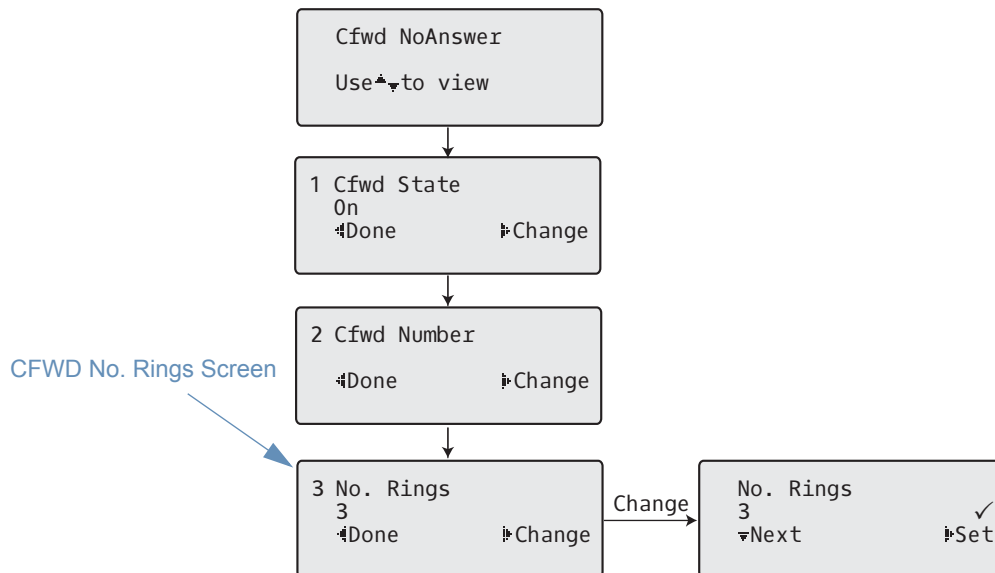 Cfwd NoAnswer
Use to view
1 Cfwd State
On
Done Change
2 Cfwd Number
Done Change
CFWD No. Rings Screen
3 No. Rings
3
Done Change
Change
No. Rings
3 ✓
Next Set